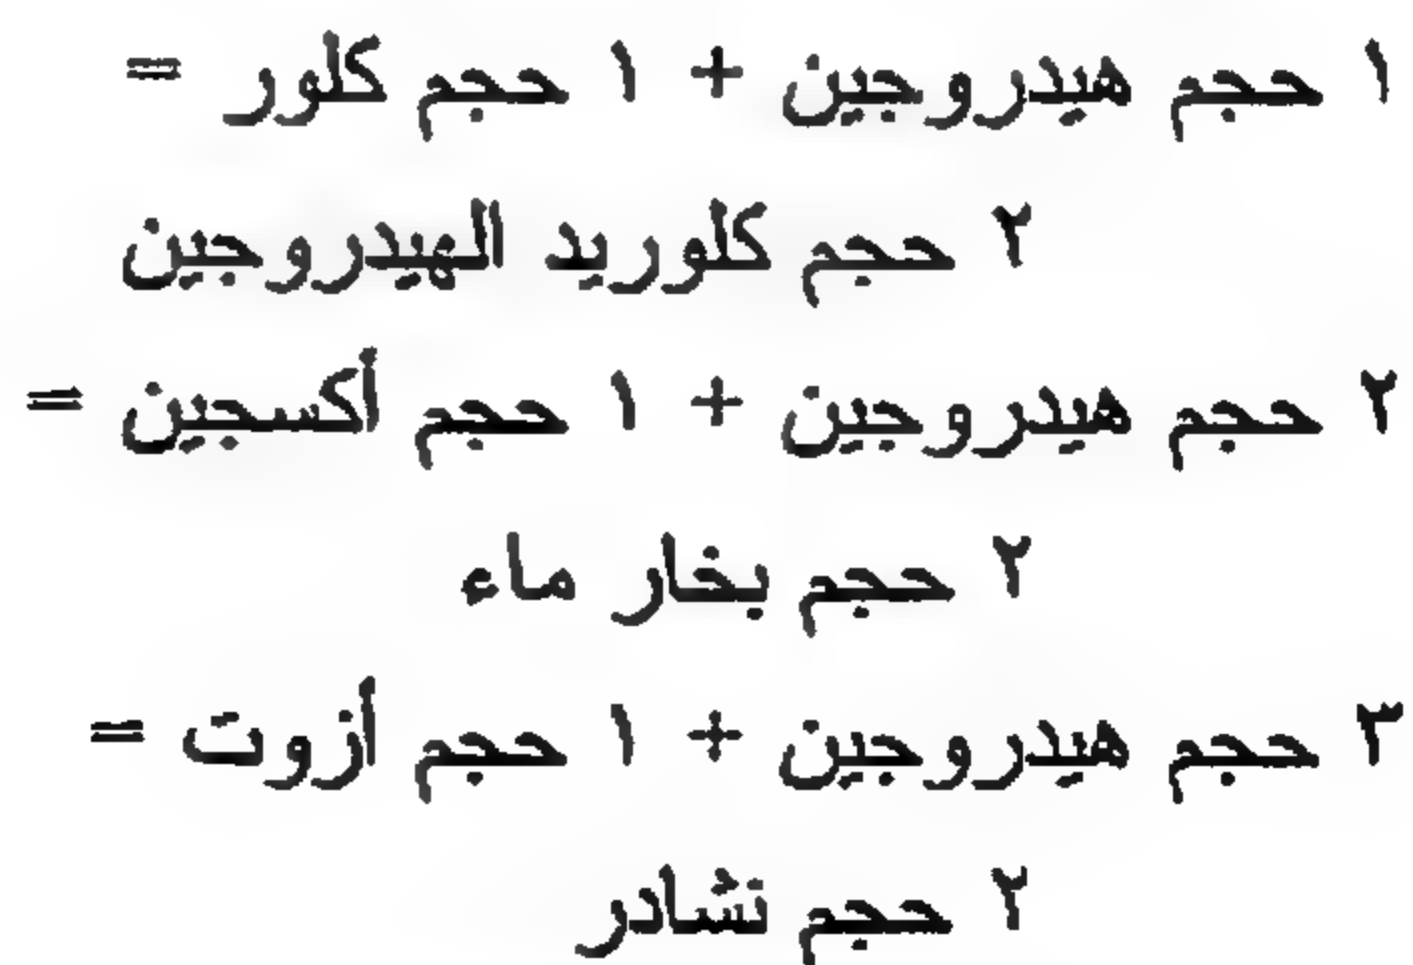 ١ حجم هيدروجين + ١ حجم كلور =
٢ حجم كلوريد الهيدروجين
٢ حجم هيدروجين + ١ حجم أكسجين =
٢ حجم بخار ماء
٣ حجم هيدروجين + ١ حجم أزوت =
٢ حجم نشادر